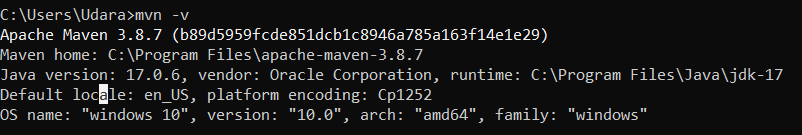 C:\Users\Udara>mvn -v
Apache Maven 3.8.7 (b89d5959fcde851dcb1c8946a785a163f14e1e29)
Maven home: C:\Program Files\apache-maven-3.8.7
Java version: 17.0.6, vendor: Oracle Corporation, runtime: C:\Program Files\Java\jdk-17
Default locale: en_US, platform encoding: Cp1252
OS name: "windows 10", version: "10.0", arch: "amd64", family: "windows"